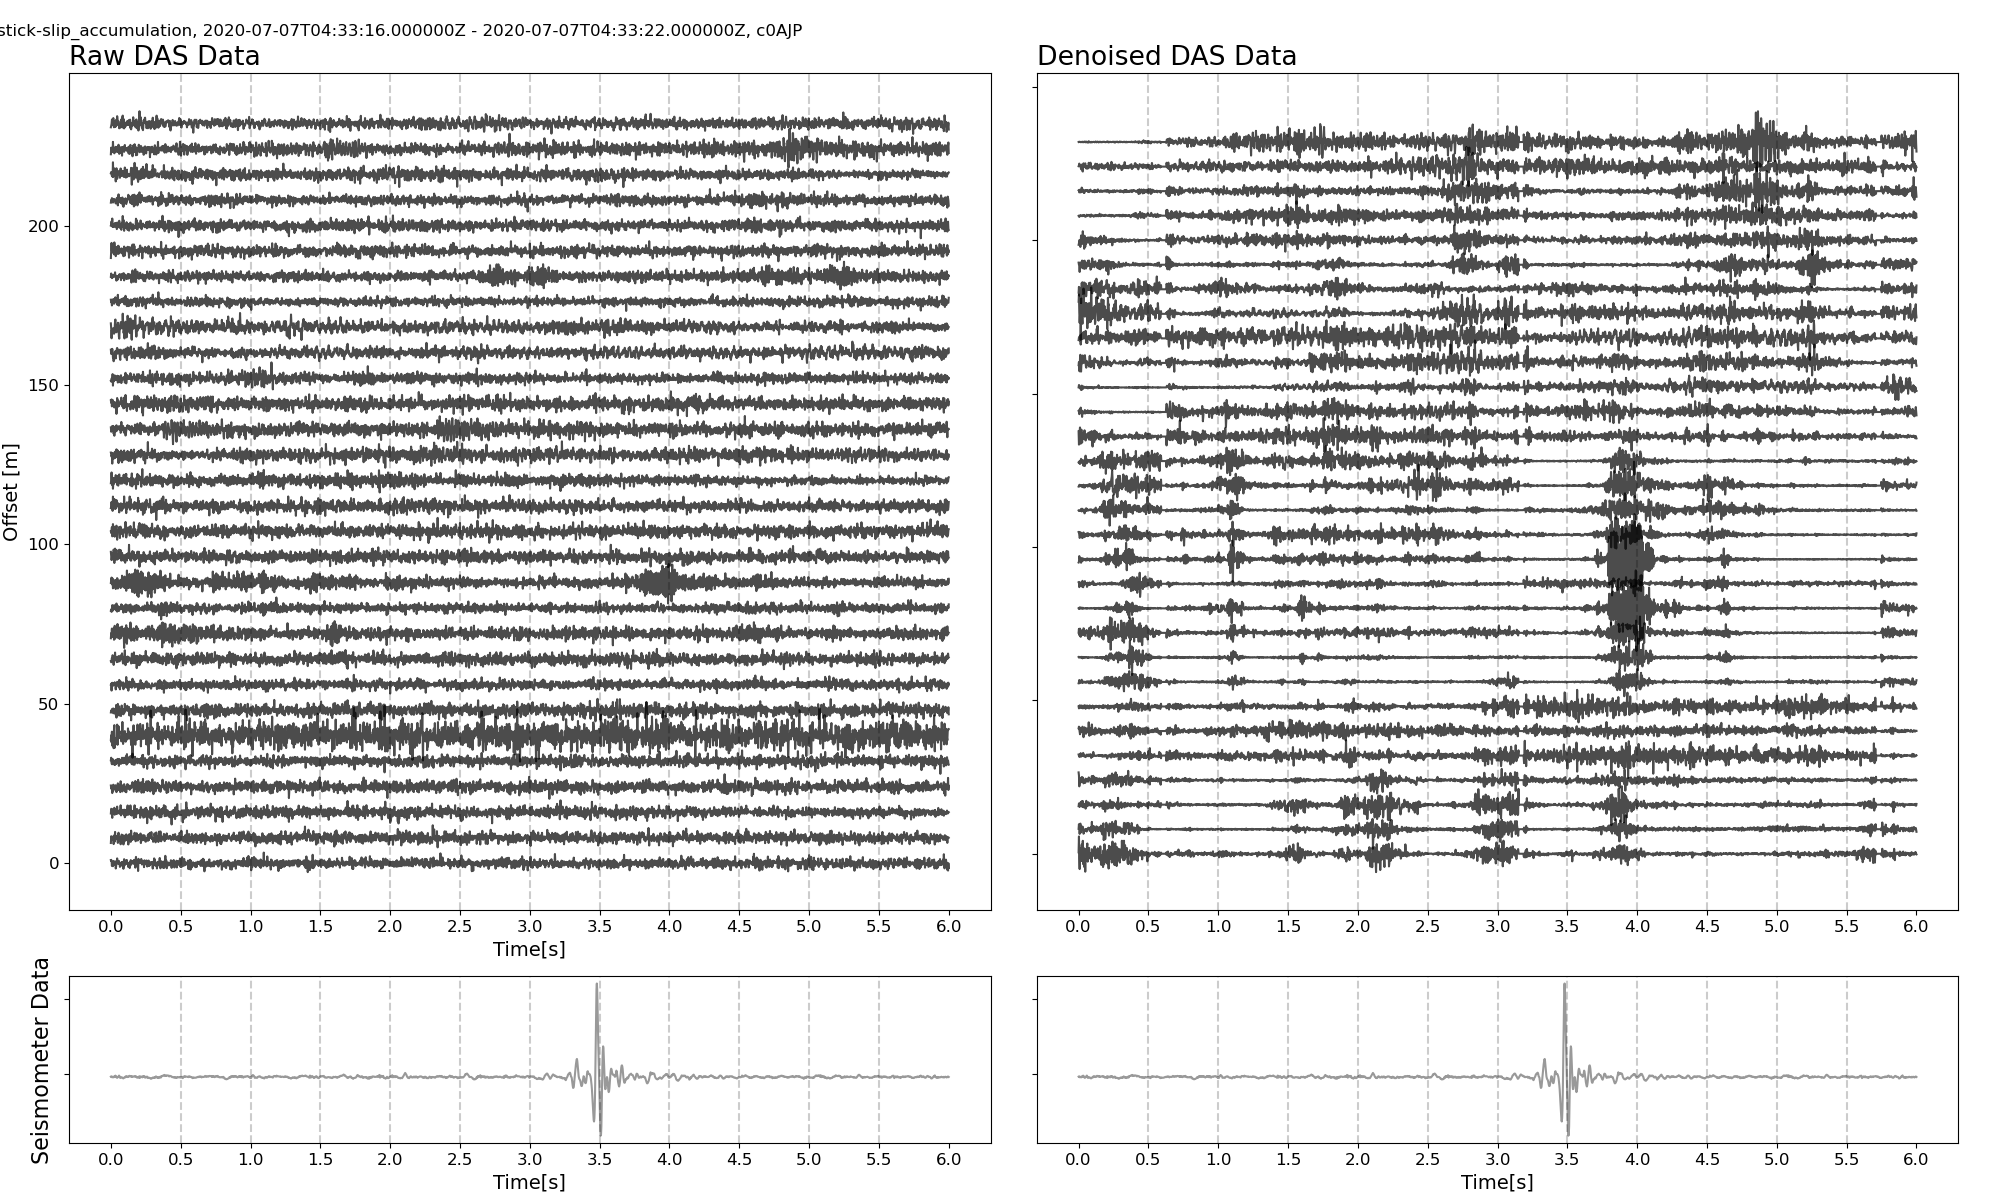 stick-slip_accumulation, 2020-07-07T04:33:16.000000Z - 2020-07-07T04:33:22.000000Z, c0AJP
Raw DAS Data
Denoised DAS Data
Offset [m]
200
150
100
50
0
0.0 0.5 1.0 1.5 2.0 2.5 3.0 3.5 4.0 4.5 5.0 5.5 6.0
Time[s]
0.0 0.5 1.0 1.5 2.0 2.5 3.0 3.5 4.0 4.5 5.0 5.5 6.0
Seismometer Data
0.0 0.5 1.0 1.5 2.0 2.5 3.0 3.5 4.0 4.5 5.0 5.5 6.0
Time[s]
0.0 0.5 1.0 1.5 2.0 2.5 3.0 3.5 4.0 4.5 5.0 5.5 6.0
Time[s]